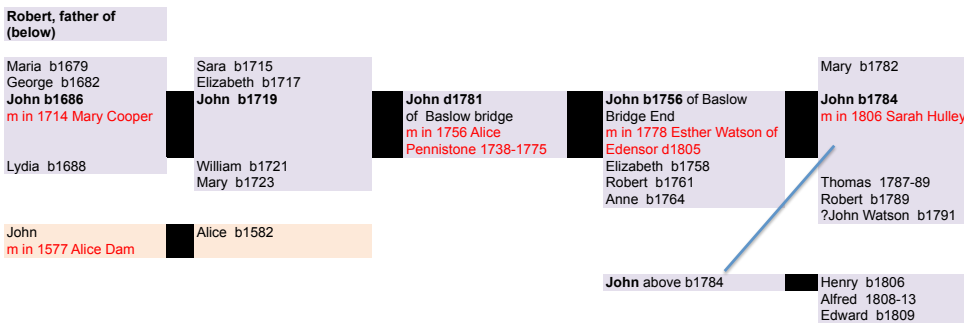 Robert, father of
(below)
Maria b1679
George b1682
John b1686
m in 1714 Mary Cooper
Lydia b1688
Sara b1715
Elizabeth b1717
John b1719
William b1721
Mary b1723
John d1781
of Baslow bridge
m in 1756 Alice
Pennistone 1738-1775
John b1756 of Baslow
Bridge End
m in 1778 Esther Watson of
Edensor d1805
Elizabeth b1758
Robert b1761
Anne b1764
Mary b1782
John b1784
m in 1806 Sarah Hulley
Thomas 1787-89
Robert b1789
?John Watson b1791
John
m in 1577 Alice Dam
Alice b1582
John above b1784
Henry b1806
Alfred 1808-13
Edward b1809